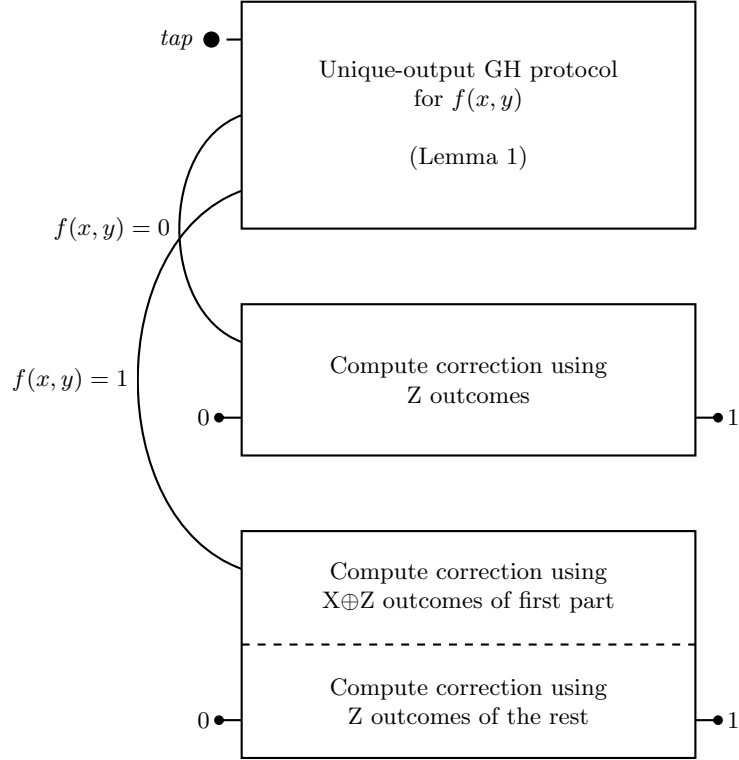 tap
Unique-output GH protocol
for f(x, y)
(Lemma 1)
f(x, y) = 0
f(x, y) = 1
Compute correction using
Z outcomes
0
1
Compute correction using
X⊕Z outcomes of first part
Compute correction using
Z outcomes of the rest
0
1